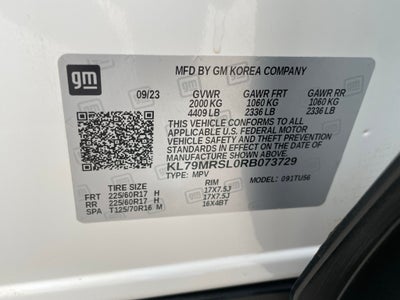 gm
MFD BY GM KOREA COMPANY
09/23 GVWR GAWR FRT GAWR RR
2000 KG 1060 KG 1060 KG
4409 LB 2336 LB 2336 LB
THIS VEHICLE CONFORMS TO ALL
APPLICABLE U.S. FEDERAL MOTOR
VEHICLE SAFETY AND THEFT PREVENTION
STANDARDS IN EFFECT ON THE DATE OF
MANUFACTURE SHOWN ABOVE.
KL79MRSL0RB073729
TYPE: MPV MODEL: 091TU56
TIRE SIZE RIM
FRT 225/60R17 H 17X7.5J
RR 225/60R17 H 17X7.5J
SPA T125/70R16 M 16X4BT